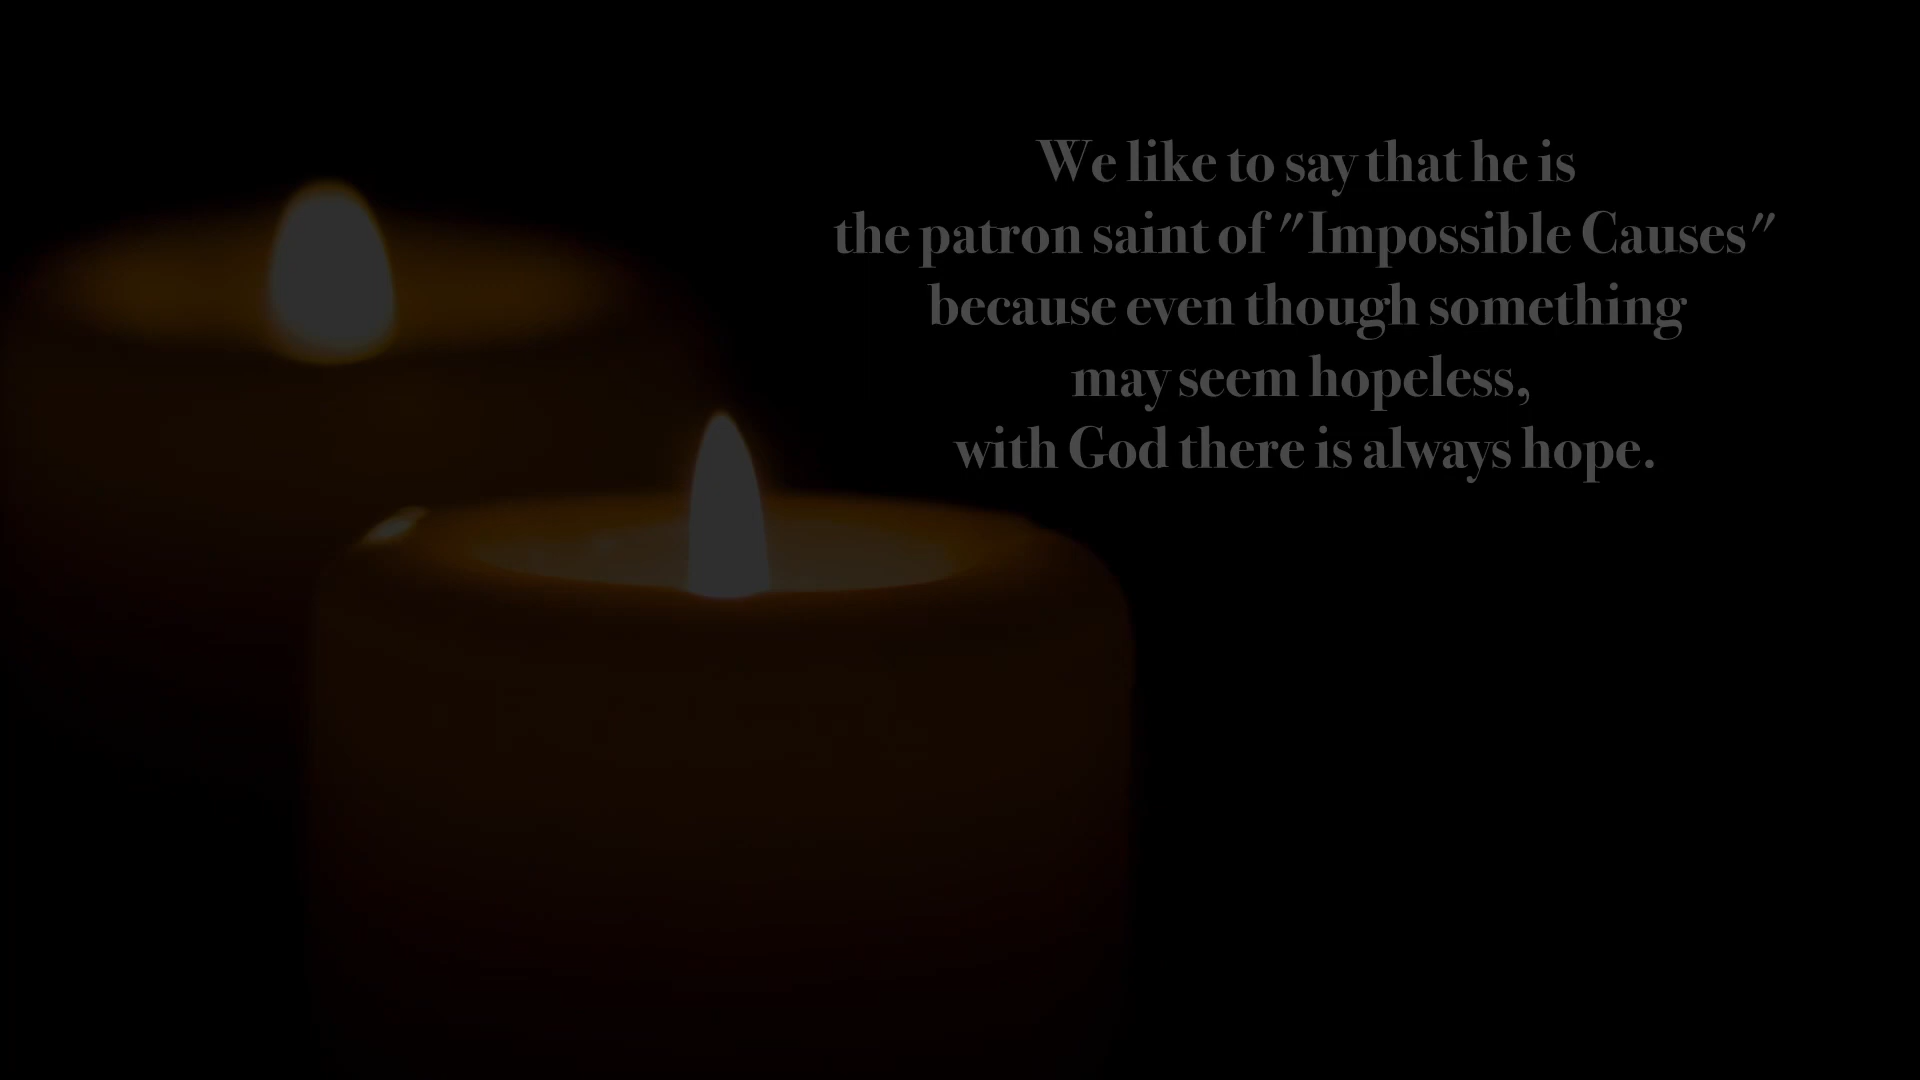 We like to say that he is
the patron saint of "Impossible Causes"
because even though something
may seem hopeless,
with God there is always hope.